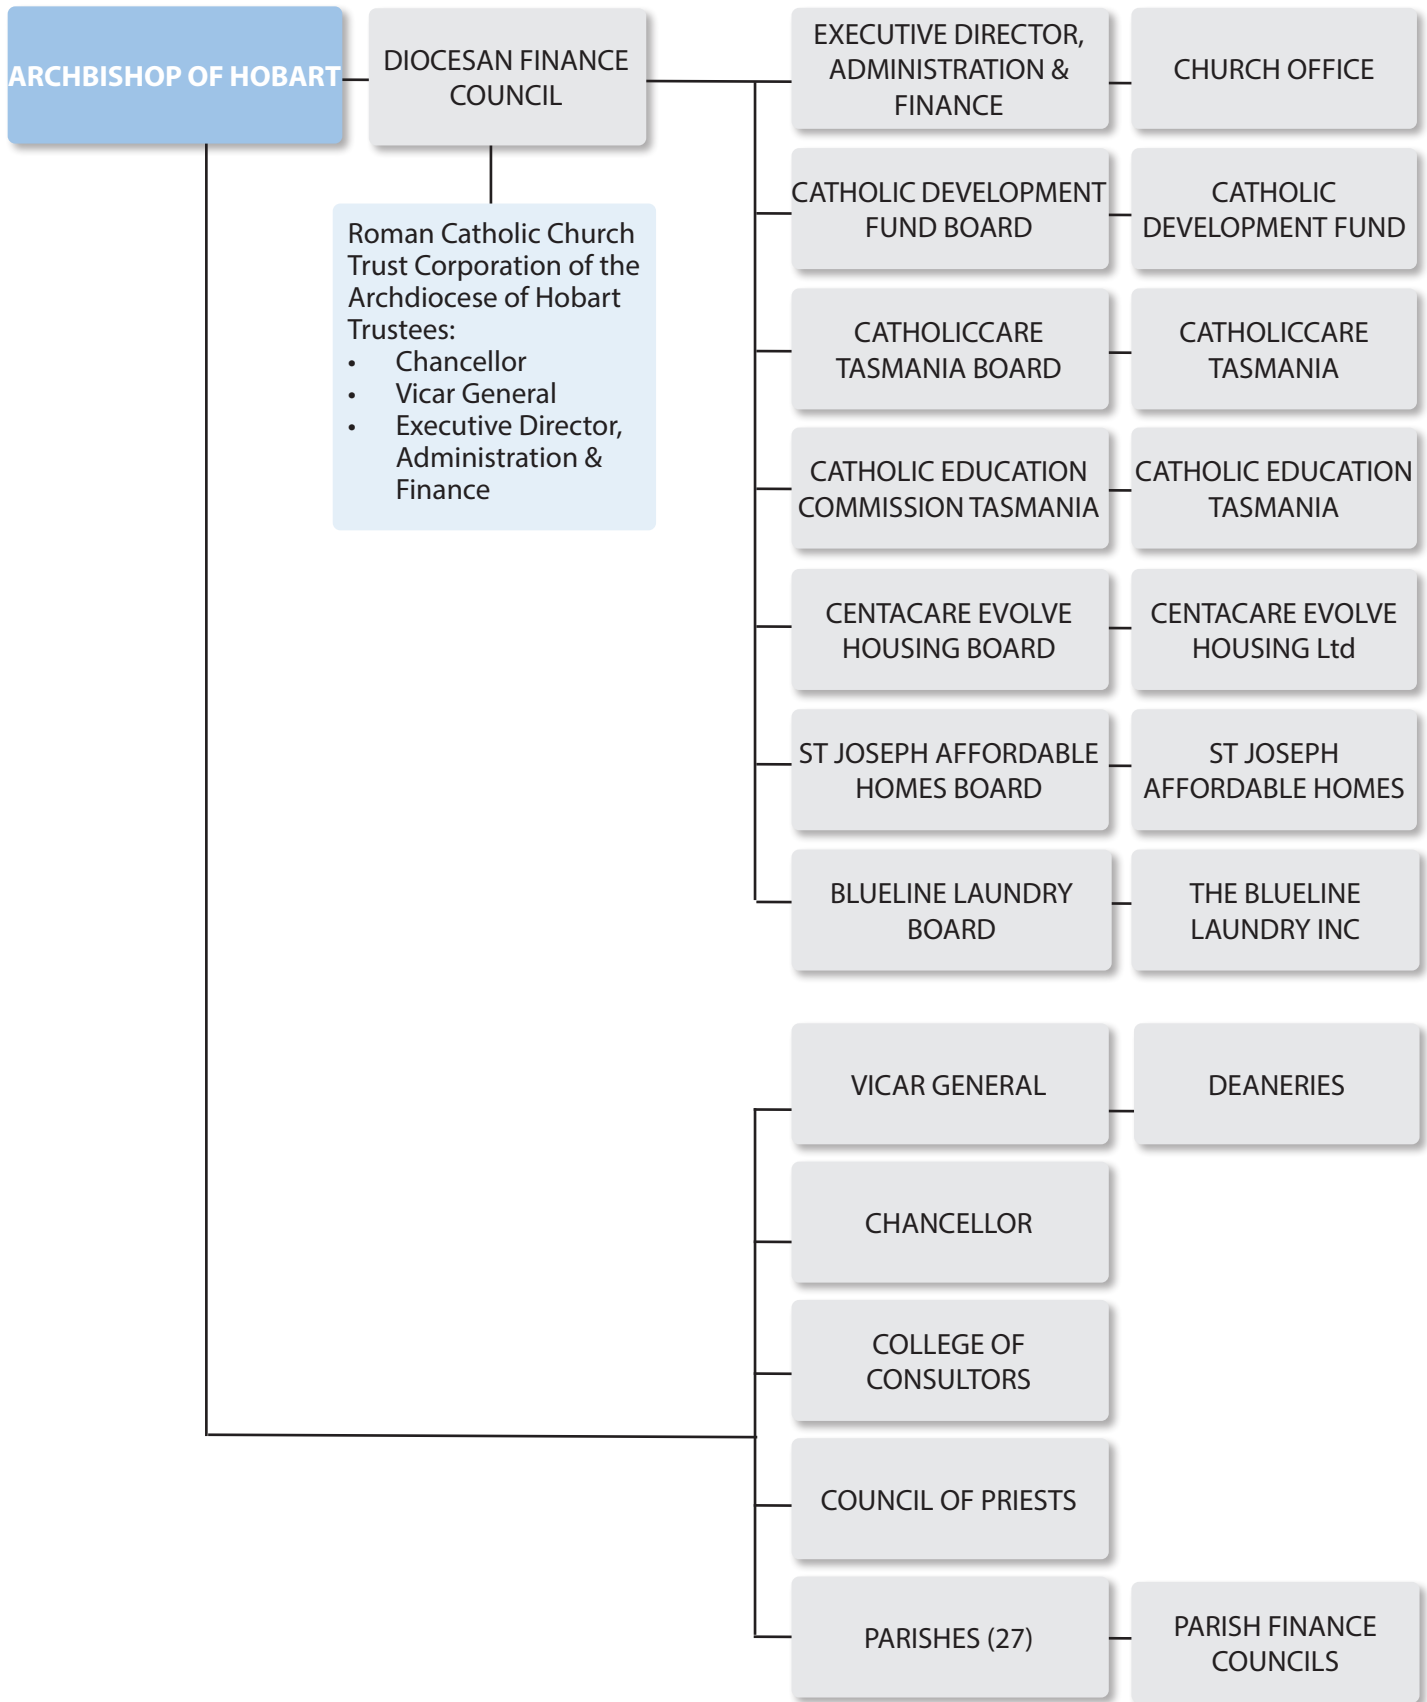 ARCHBISHOP OF HOBART
DIOCESAN FINANCE
COUNCIL
Roman Catholic Church
Trust Corporation of the
Archdiocese of Hobart
Trustees:
• Chancellor
• Vicar General
• Executive Director,
Administration &
Finance
EXECUTIVE DIRECTOR,
ADMINISTRATION &
FINANCE
CHURCH OFFICE
CATHOLIC DEVELOPMENT
FUND BOARD
CATHOLIC
DEVELOPMENT FUND
CATHOLICCARE
TASMANIA BOARD
CATHOLICCARE
TASMANIA
CATHOLIC EDUCATION
COMMISSION TASMANIA
CATHOLIC EDUCATION
TASMANIA
CENTACARE EVOLVE
HOUSING BOARD
CENTACARE EVOLVE
HOUSING Ltd
ST JOSEPH AFFORDABLE
HOMES BOARD
ST JOSEPH
AFFORDABLE HOMES
BLUELINE LAUNDRY
BOARD
THE BLUELINE
LAUNDRY INC
VICAR GENERAL
DEANERIES
CHANCELLOR
COLLEGE OF
CONSULTORS
COUNCIL OF PRIESTS
PARISHES (27)
PARISH FINANCE
COUNCILS